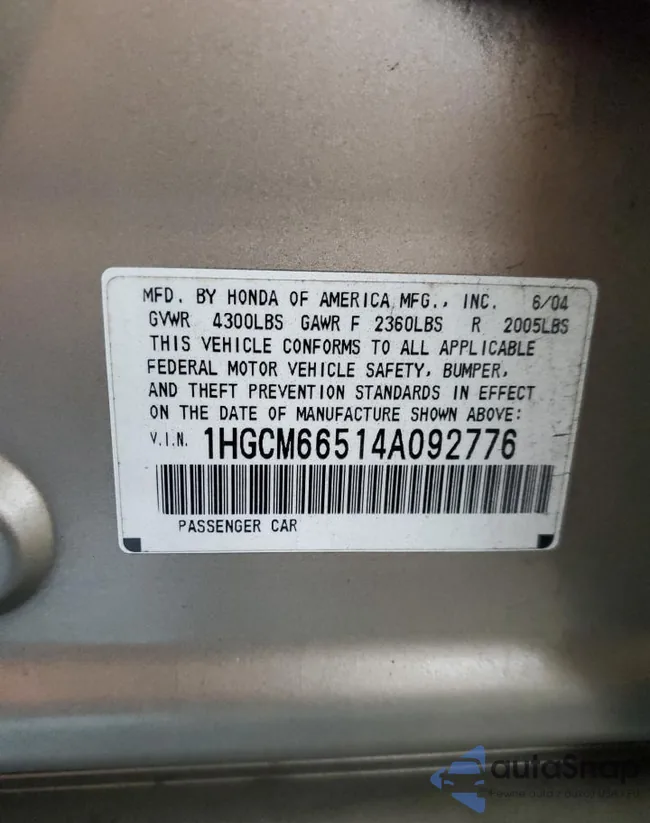 MFD. BY HONDA OF AMERICA MFG., INC. 6/04
GVWR 4300LBS GAWR F 2360LBS R 2005LBS
THIS VEHICLE CONFORMS TO ALL APPLICABLE
FEDERAL MOTOR VEHICLE SAFETY, BUMPER,
AND THEFT PREVENTION STANDARDS IN EFFECT
ON THE DATE OF MANUFACTURE SHOWN ABOVE:
V.I.N. 1HGCM66514A092776
PASSENGER CAR
autoSnap